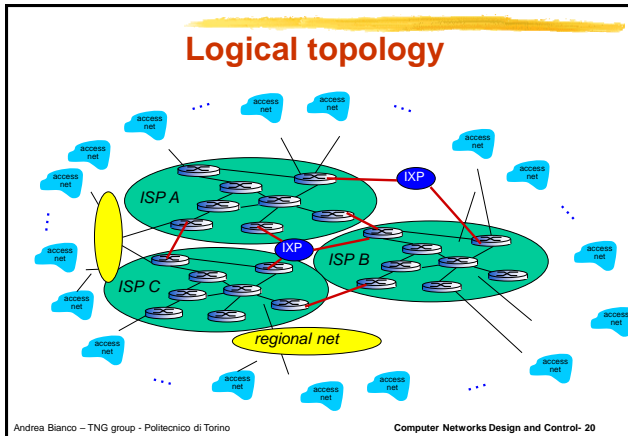 Logical topology
access
net
access
net
access
net
access
net
access
net
access
net
access
net
access
net
access
net
ISP A
IXP
IXP
ISP B
ISP C
access
net
access
net
access
net
access
net
regional net
access
net
access
net
access
net
access
net
access
net
Andrea Bianco – TNG group - Politecnico di Torino
Computer Networks Design and Control- 20